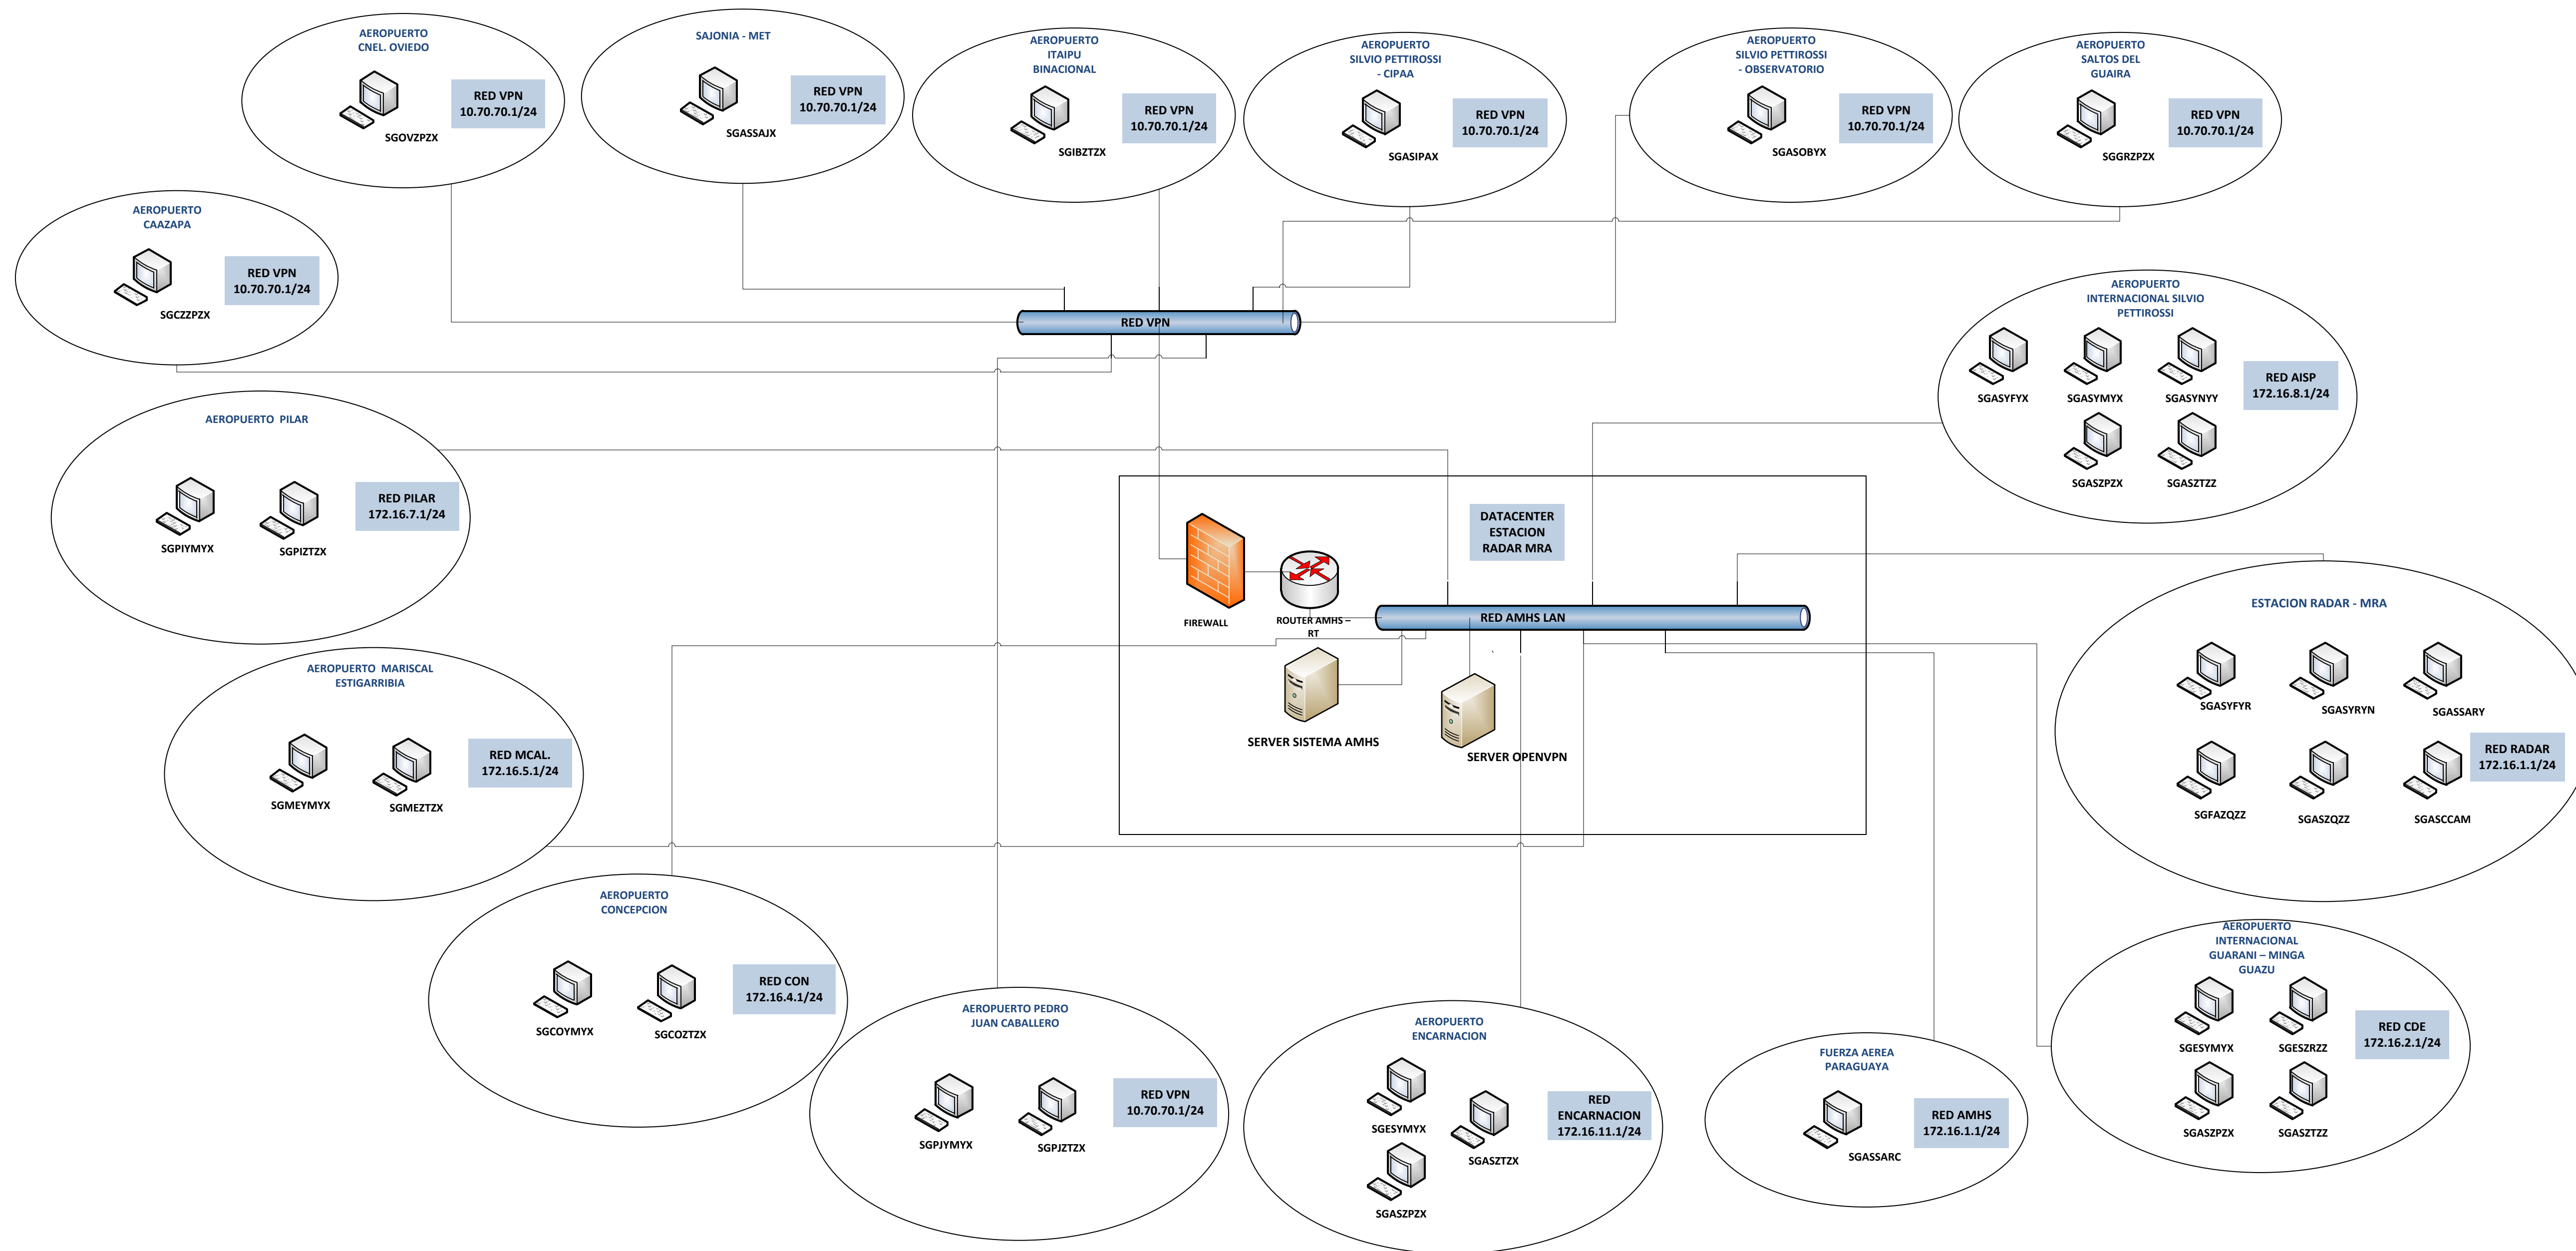 AEROPUERTO
CNEL. OVIEDO
RED VPN
10.70.70.1/24
SGOVZPZX
SAJONIA - MET
RED VPN
10.70.70.1/24
SGASSAJX
AEROPUERTO
ITAIPU
BINACIONAL
RED VPN
10.70.70.1/24
SGIBZTZX
AEROPUERTO
SILVIO PETTIROSSI
- CIPAA
RED VPN
10.70.70.1/24
SGASIPAX
AEROPUERTO
SILVIO PETTIROSSI
- OBSERVATORIO
RED VPN
10.70.70.1/24
SGASOBYX
AEROPUERTO
SALTOS DEL
GUAIRA
RED VPN
10.70.70.1/24
SGGRZPZX
AEROPUERTO
CAAZAPA
RED VPN
10.70.70.1/24
SGCZZPZX
RED VPN
AEROPUERTO
INTERNACIONAL SILVIO
PETTIROSSI
SGASYFYX
SGASYMYX
SGASYNYY
RED AISP
172.16.8.1/24
SGASZPZX
SGASZTZZ
AEROPUERTO  PILAR
RED PILAR
172.16.7.1/24
SGPIYMYX
SGPIZTZX
DATACENTER
ESTACION
RADAR MRA
FIREWALL
ROUTER AMHS –
RT
RED AMHS LAN
SERVER SISTEMA AMHS
SERVER OPENVPN
ESTACION RADAR - MRA
SGASYFYR
SGASYRYN
SGASSARY
RED RADAR
172.16.1.1/24
SGFAZQZZ
SGASZQZZ
SGASCCAM
AEROPUERTO  MARISCAL
ESTIGARRIBIA
RED MCAL.
172.16.5.1/24
SGMEYMYX
SGMEZTZX
AEROPUERTO
CONCEPCION
RED CON
172.16.4.1/24
SGCOYMYX
SGCOZTZX
AEROPUERTO PEDRO
JUAN CABALLERO
RED VPN
10.70.70.1/24
SGPJYMYX
SGPJZTZX
AEROPUERTO
ENCARNACION
RED
ENCARNACION
172.16.11.1/24
SGESYMYX
SGASZTZX
SGASZPZX
FUERZA AEREA
PARAGUAYA
RED AMHS
172.16.1.1/24
SGASSARC
AEROPUERTO
INTERNACIONAL
GUARANI – MINGA
GUAZU
RED CDE
172.16.2.1/24
SGESYMYX
SGESZRZZ
SGASZPZX
SGASZTZZ